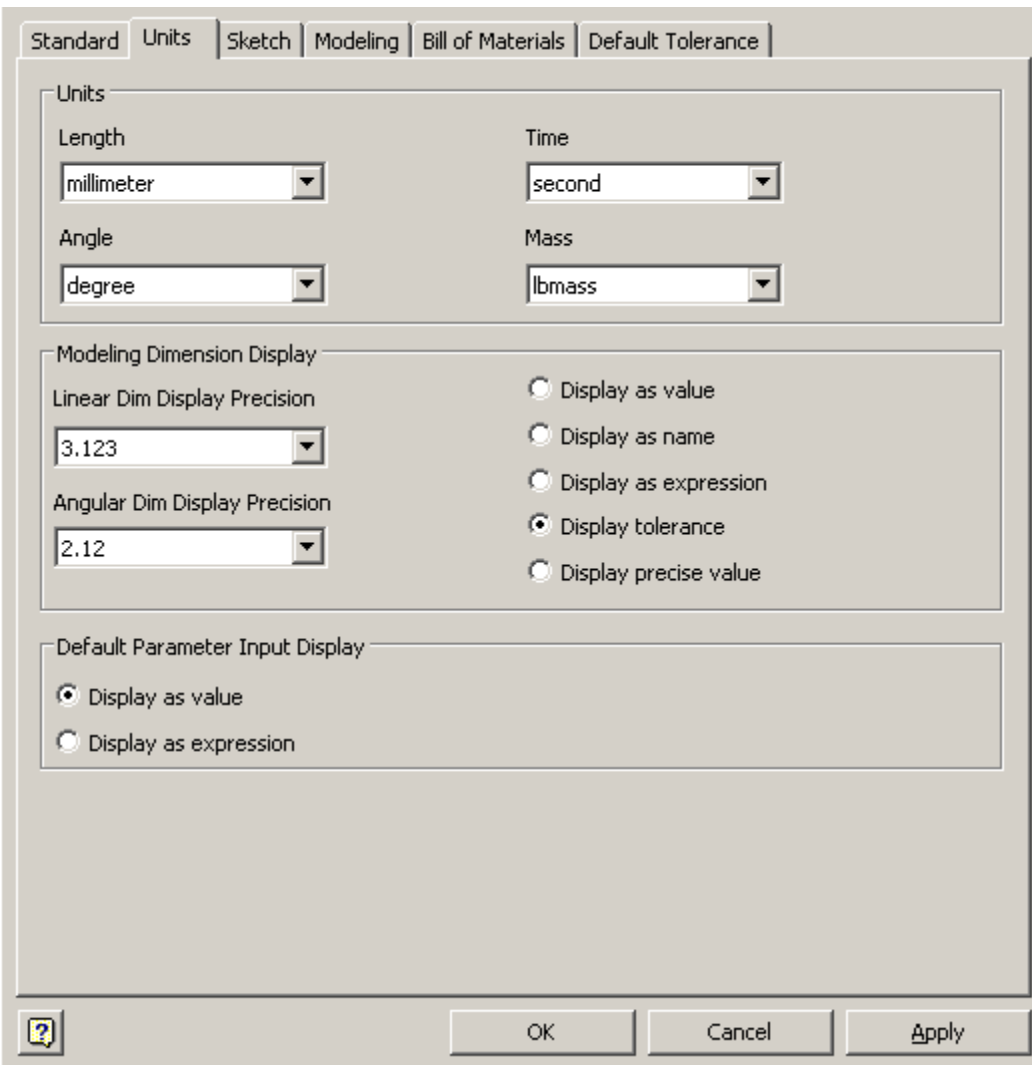 Standard Units Sketch Modeling Bill of Materials Default Tolerance
Units
Length
millimeter
Time
second
Angle
degree
Mass
lbmass
Modeling Dimension Display
Linear Dim Display Precision
3.123
Angular Dim Display Precision
2.12
Display as value
Display as name
Display as expression
Display tolerance
Display precise value
Default Parameter Input Display
Display as value
Display as expression
?
OK Cancel Apply